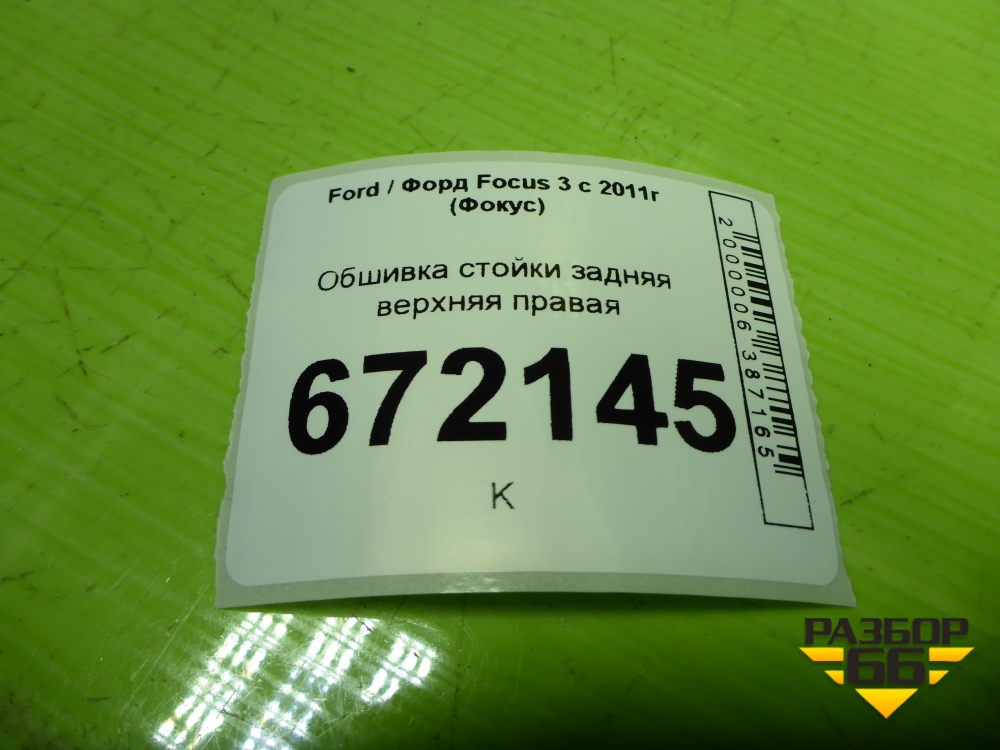 Ford / Форд Focus 3 с 2011г
(Фокус)
Обшивка стойки задняя
верхняя правая
672145
К
2000006387165
РАЗБОР
66